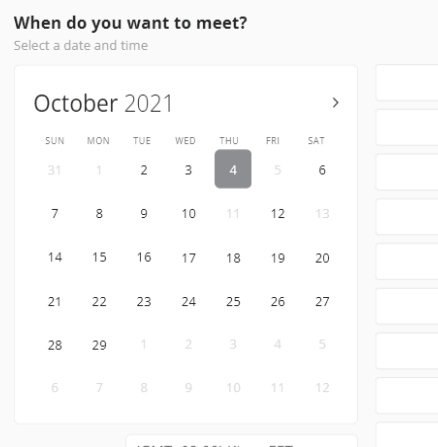 When do you want to meet?
Select a date and time
October 2021
SUN MON TUE WED THU FRI SAT
31 1 2 3 4 5 6
7 8 9 10 11 12 13
14 15 16 17 18 19 20
21 22 23 24 25 26 27
28 29 1 2 3 4 5
6 7 8 9 10 11 12